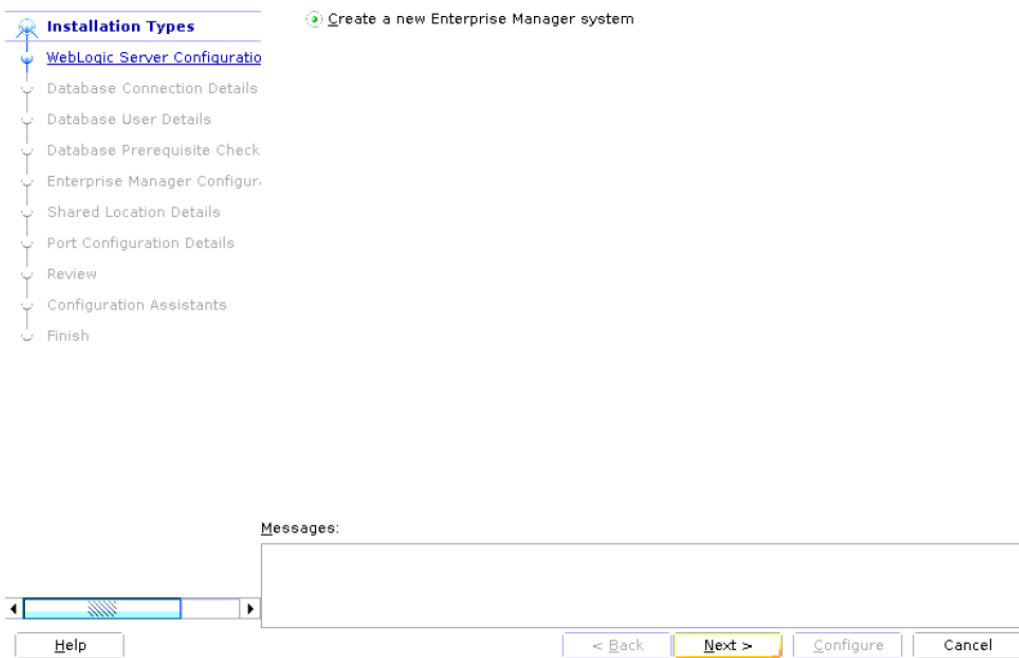 Installation Types
WebLogic Server Configuratio
Database Connection Details
Database User Details
Database Prerequisite Check
Enterprise Manager Configur
Shared Location Details
Port Configuration Details
Review
Configuration Assistants
Finish
Create a new Enterprise Manager system
Messages:
Help
< Back
Next >
Configure
Cancel